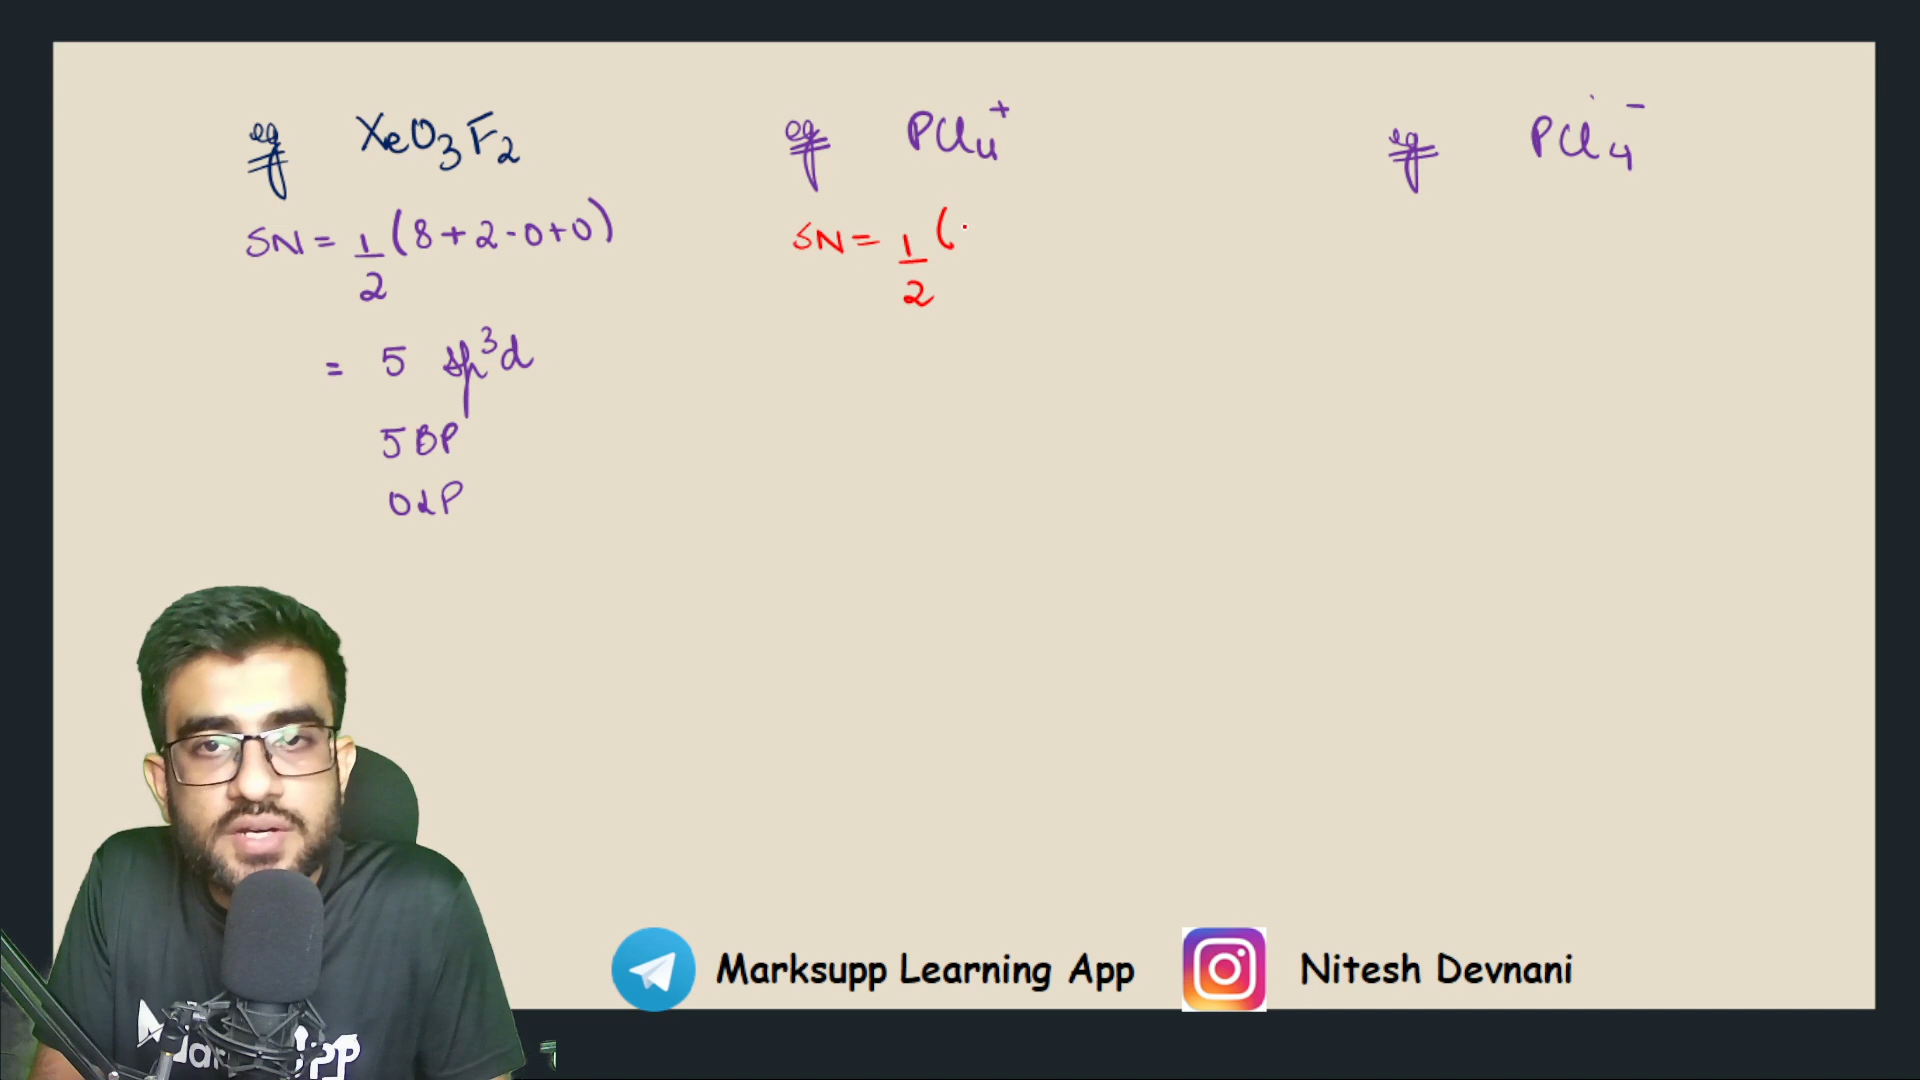 eg XeO3F2
SN = 1/2 (8+2-0+0)
= 5 sp³d
5BP
0LP
eg PCl4⁺
SN = 1/2 (
eg PCl4⁻
Marksupp Learning App
Nitesh Devnani